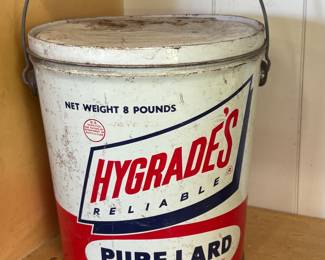 NET WEIGHT 8 POUNDS
HYGRADE'S
RELIABLE
PURE LARD